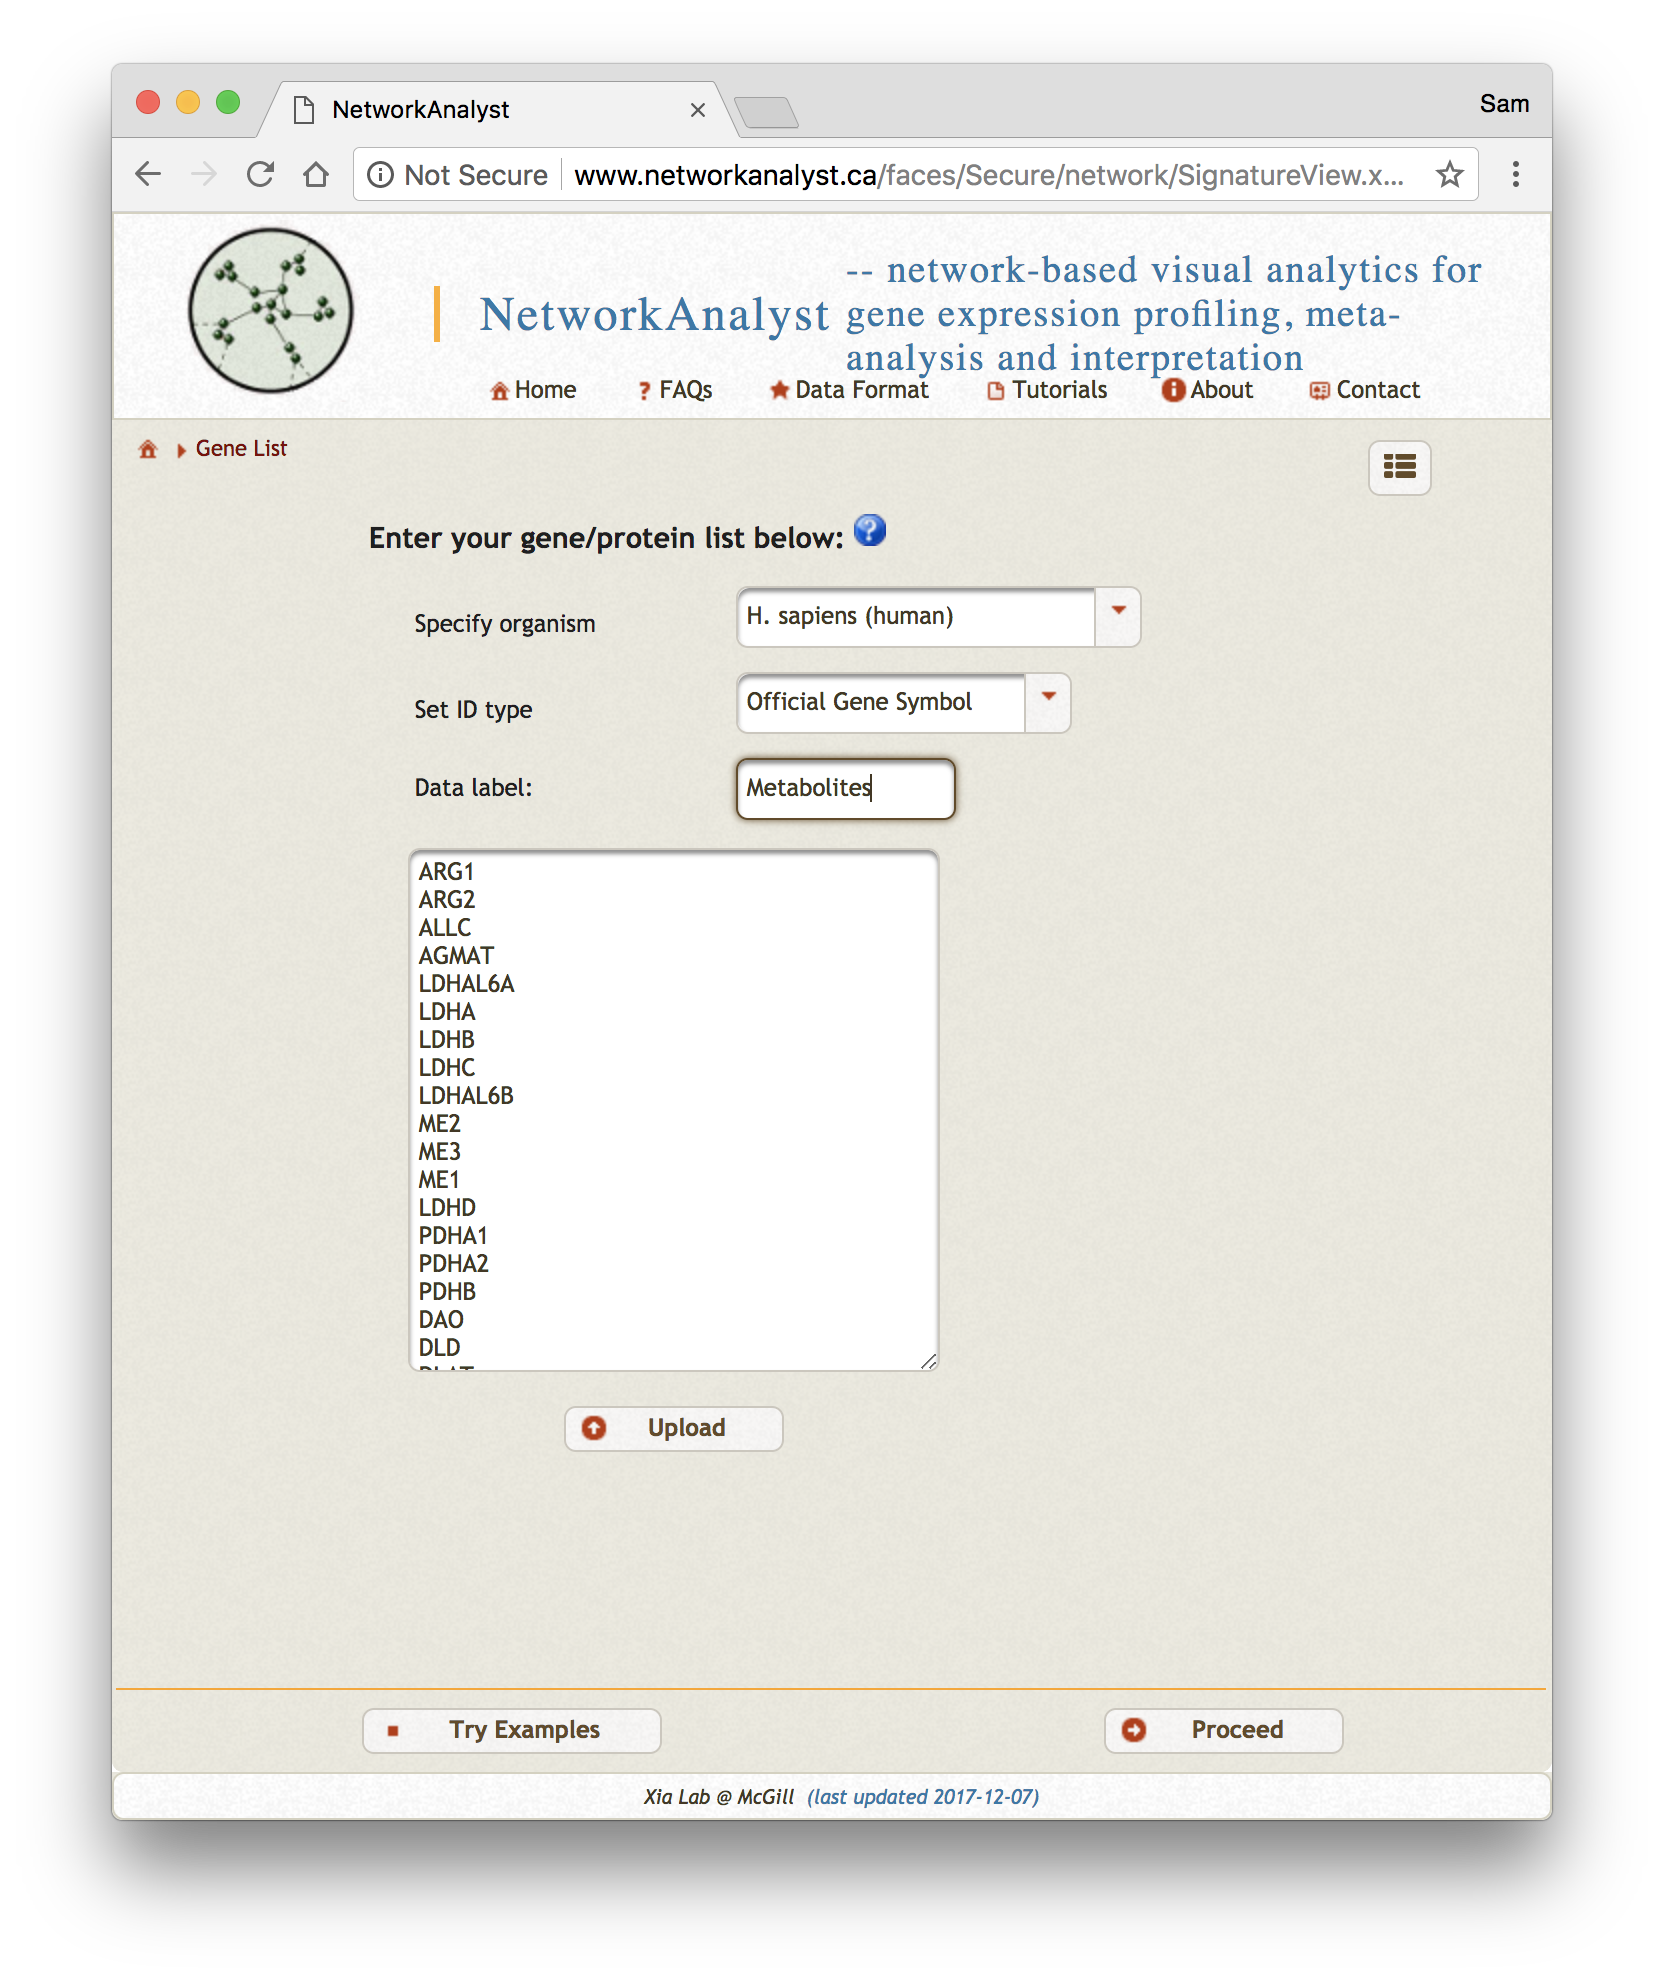 NetworkAnalyst
Sam
Not Secure www.networkanalyst.ca/faces/Secure/network/SignatureView.x...
NetworkAnalyst
-- network-based visual analytics for
gene expression profiling, meta-
analysis and interpretation
Home FAQs Data Format Tutorials About Contact
Gene List
Enter your gene/protein list below:
Specify organism H. sapiens (human)
Set ID type Official Gene Symbol
Data label: Metabolites
ARG1
ARG2
ALLC
AGMAT
LDHAL6A
LDHA
LDHB
LDHC
LDHAL6B
ME2
ME3
ME1
LDHD
PDHA1
PDHA2
PDHB
DAO
DLD
Upload
Try Examples Proceed
Xia Lab @ McGill (last updated 2017-12-07)